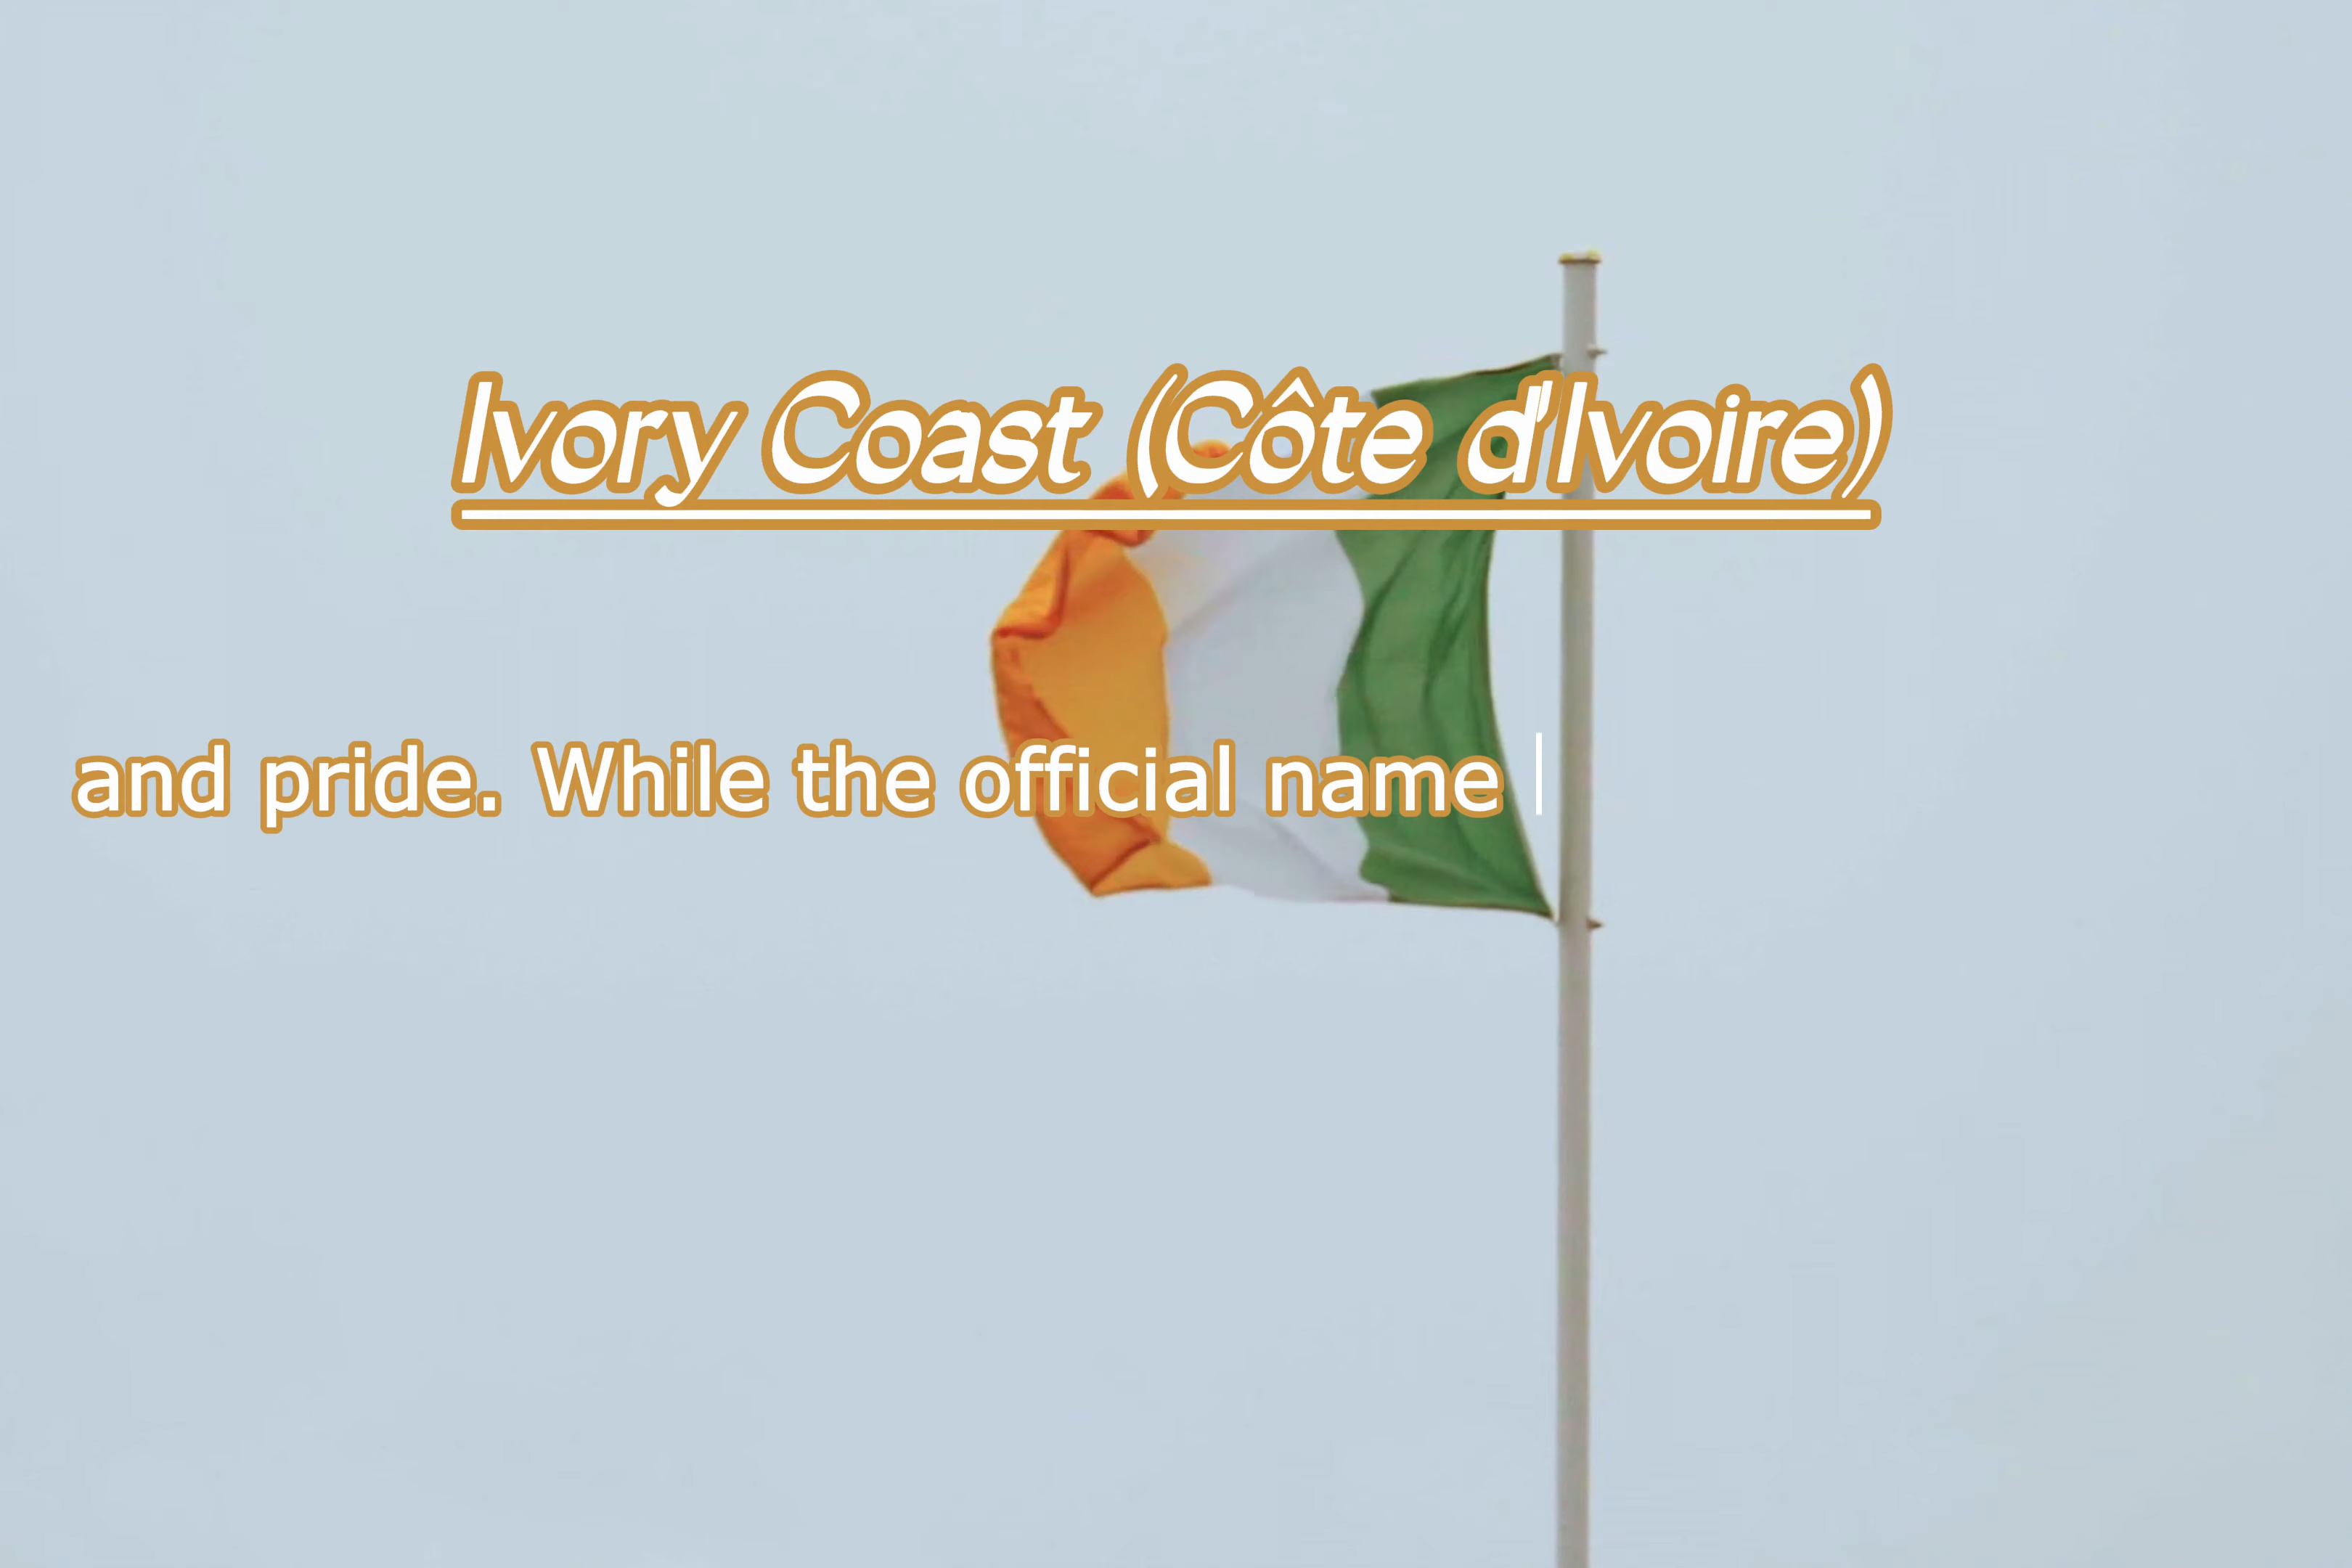 Ivory Coast (Côte d'Ivoire)
and pride. While the official name